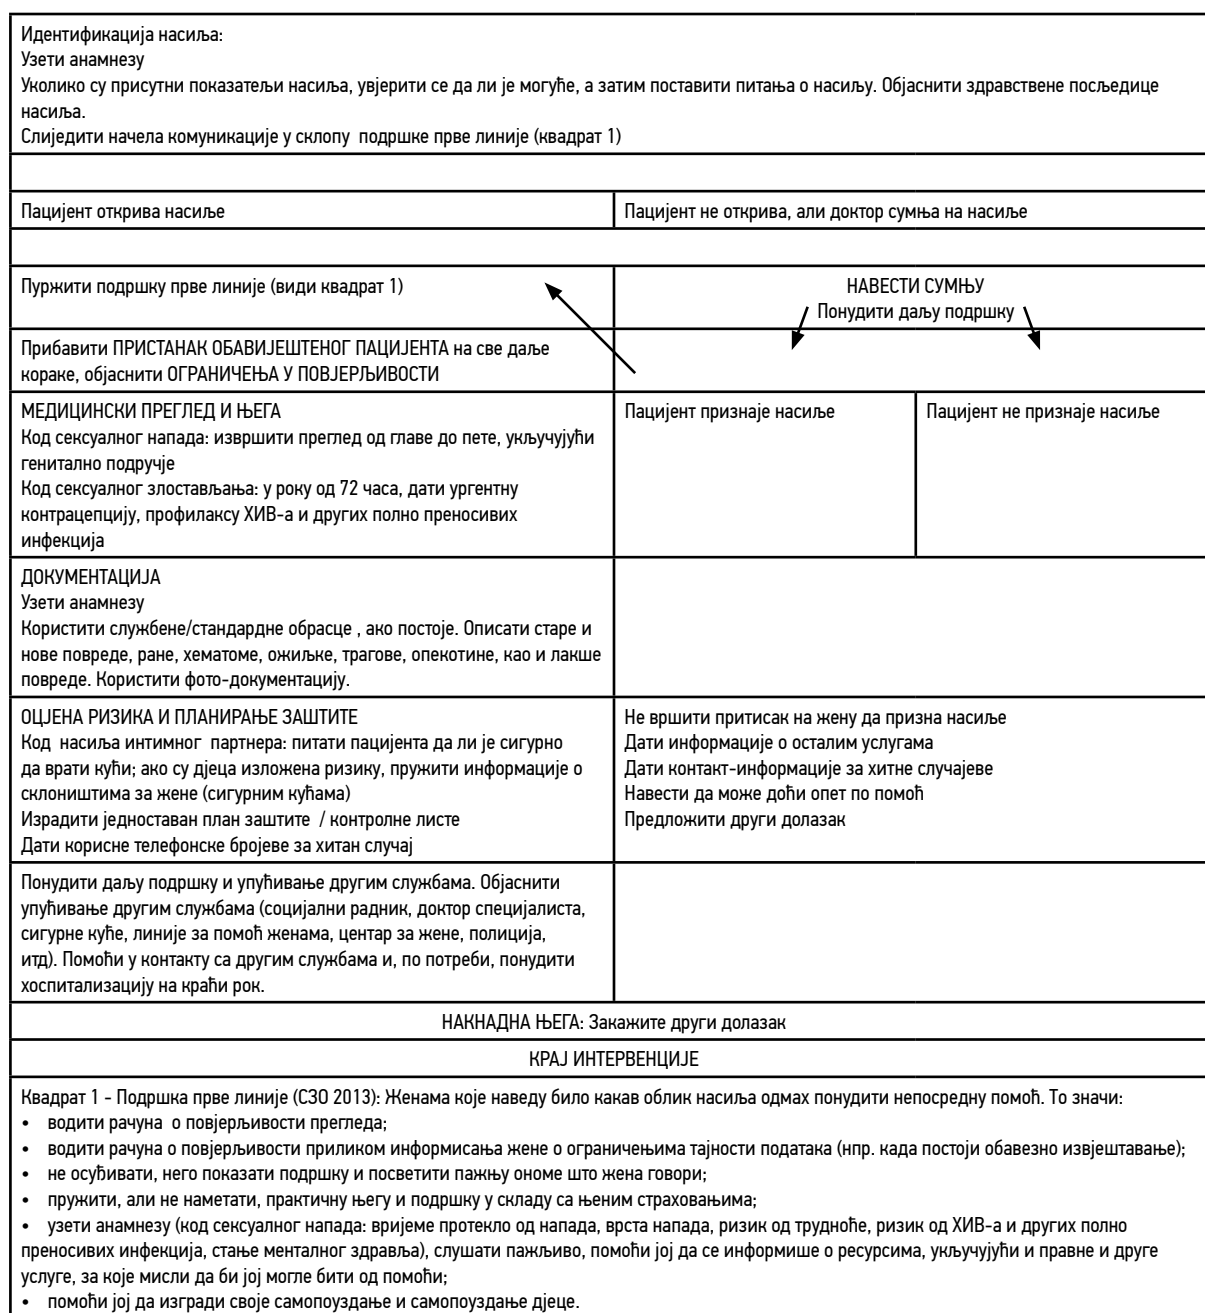 Идентификација насиља:
Узети анамнезу
Уколико су присутни показатељи насиља, увјерити се да ли је могуће, а затим поставити питања о насиљу. Објаснити здравствене посљедице
насиља.
Слиједити начела комуникације у склопу подршке прве линије (квадрат 1)
Пацијент открива насиље
Пацијент не открива, али доктор сумња на насиље
Пуржити подршку прве линије (види квадрат 1)
НАВЕСТИ СУМЊУ
Понудити даљу подршку
Прибавити ПРИСТАНАК ОБАВИЈЕШТЕНОГ ПАЦИЈЕНТА на све даље
кораке, објаснити ОГРАНИЧЕЊА У ПОВЈЕРЉИВОСТИ
МЕДИЦИНСКИ ПРЕГЛЕД И ЊЕГА
Код сексуалног напада: извршити преглед од главе до пете, укључујући
генитално подручје
Код сексуалног злостављања: у року од 72 часа, дати ургентну
контрацепцију, профилаксу ХИВ-а и других полно преносивих
инфекција
Пацијент признаје насиље
Пацијент не признаје насиље
ДОКУМЕНТАЦИЈА
Узети анамнезу
Користити службене/стандардне обрасце , ако постоје. Описати старе и
нове повреде, ране, хематоме, ожиљке, трагове, опекотине, као и лакше
повреде. Користити фото-документацију.
ОЦЈЕНА РИЗИКА И ПЛАНИРАЊЕ ЗАШТИТЕ
Код насиља интимног партнера: питати пацијента да ли је сигурно
да врати кући; ако су дјеца изложена ризику, пружити информације о
склоништима за жене (сигурним кућама)
Израдити једноставан план заштите / контролне листе
Дати корисне телефонске бројеве за хитан случај
Не вршити притисак на жену да призна насиље
Дати информације о осталим услугама
Дати контакт-информације за хитне случајеве
Навести да може доћи опет по помоћ
Предложити други долазак
Понудити даљу подршку и упућивање другим службама. Објаснити
упућивање другим службама (социјални радник, доктор специјалиста,
сигурне куће, линије за помоћ женама, центар за жене, полиција,
итд). Помоћи у контакту са другим службама и, по потреби, понудити
хоспитализацију на краћи рок.
НАКНАДНА ЊЕГА: Закажите други долазак
КРАЈ ИНТЕРВЕНЦИЈЕ
Квадрат 1 - Подршка прве линије (СЗО 2013): Женама које наведу било какав облик насиља одмах понудити непосредну помоћ. То значи:
• водити рачуна о повјерљивости прегледа;
• водити рачуна о повјерљивости приликом информисања жене о ограничењима тајности података (нпр. када постоји обавезно извјештавање);
• не осуђивати, него показати подршку и посветити пажњу ономе што жена говори;
• пружити, али не наметати, практичну његу и подршку у складу са њеним страховањима;
• узети анамнезу (код сексуалног напада: вријеме протекло од напада, врста напада, ризик од трудноће, ризик од ХИВ-а и других полно
преносивих инфекција, стање менталног здравља), слушати пажљиво, помоћи јој да се информише о ресурсима, укључујући и правне и друге
услуге, за које мисли да би јој могле бити од помоћи;
• помоћи јој да изгради своје самопоуздање и самопоуздање дјеце.